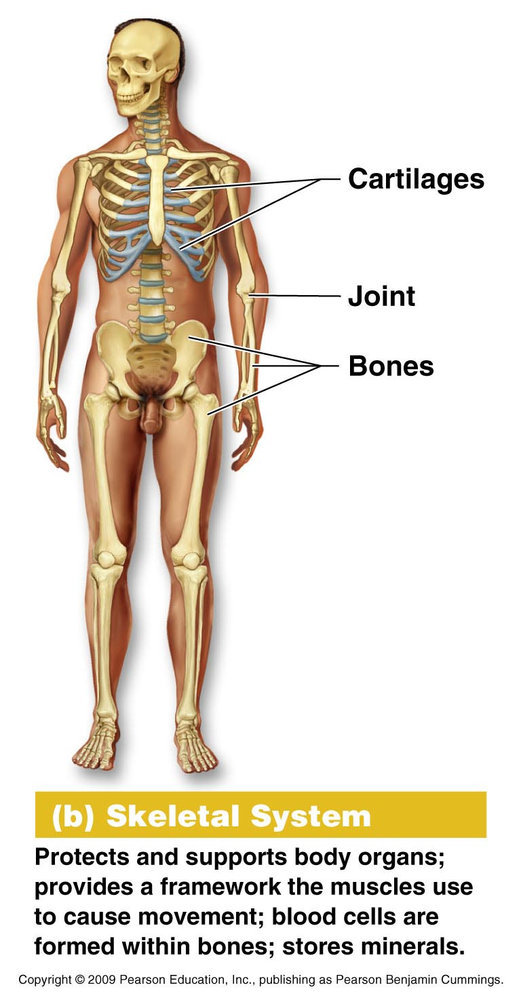 Cartilages
Joint
Bones
(b) Skeletal System
Protects and supports body organs;
provides a framework the muscles use
to cause movement; blood cells are
formed within bones; stores minerals.
Copyright © 2009 Pearson Education, Inc., publishing as Pearson Benjamin Cummings.